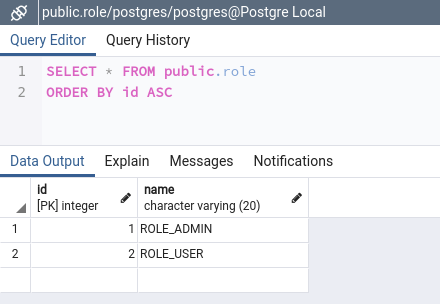 public.role/postgres/postgres@Postgre Local
Query Editor Query History
1 SELECT * FROM public.role
2 ORDER BY id ASC
Data Output Explain Messages Notifications
id name
[PK] integer character varying (20)
1 1 ROLE_ADMIN
2 2 ROLE_USER